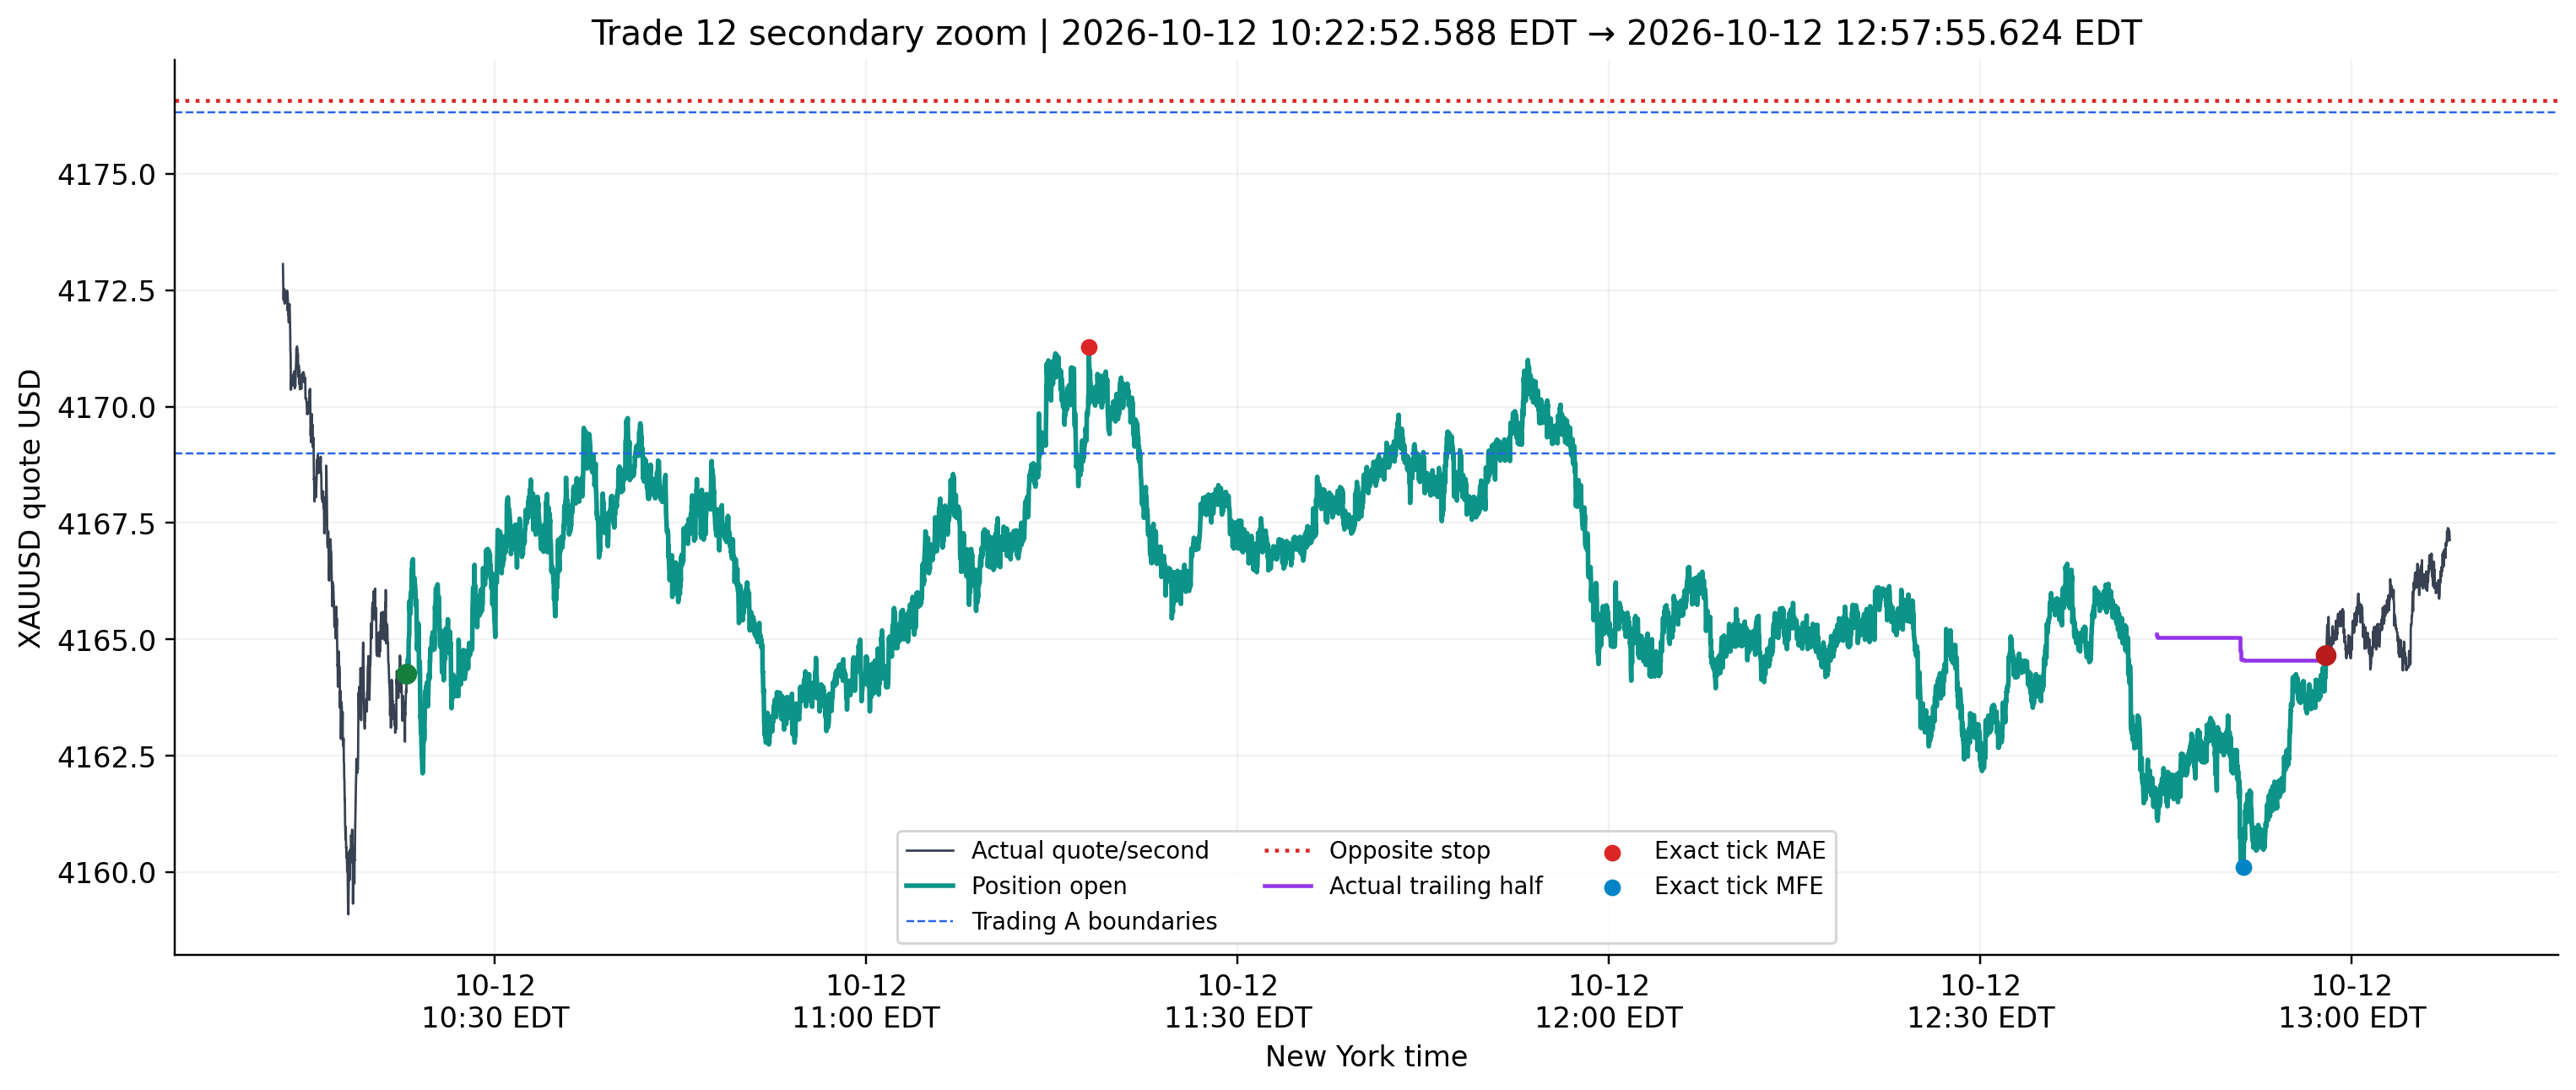 Trade 12 secondary zoom | 2026-10-12 10:22:52.588 EDT → 2026-10-12 12:57:55.624 EDT
XAUUSD quote USD
4175.0
4172.5
4170.0
4167.5
4165.0
4162.5
4160.0
Actual quote/second
Position open
Trading A boundaries
Opposite stop
Actual trailing half
Exact tick MAE
Exact tick MFE
10-12
10:30 EDT
10-12
11:00 EDT
10-12
11:30 EDT
10-12
12:00 EDT
10-12
12:30 EDT
10-12
13:00 EDT
New York time